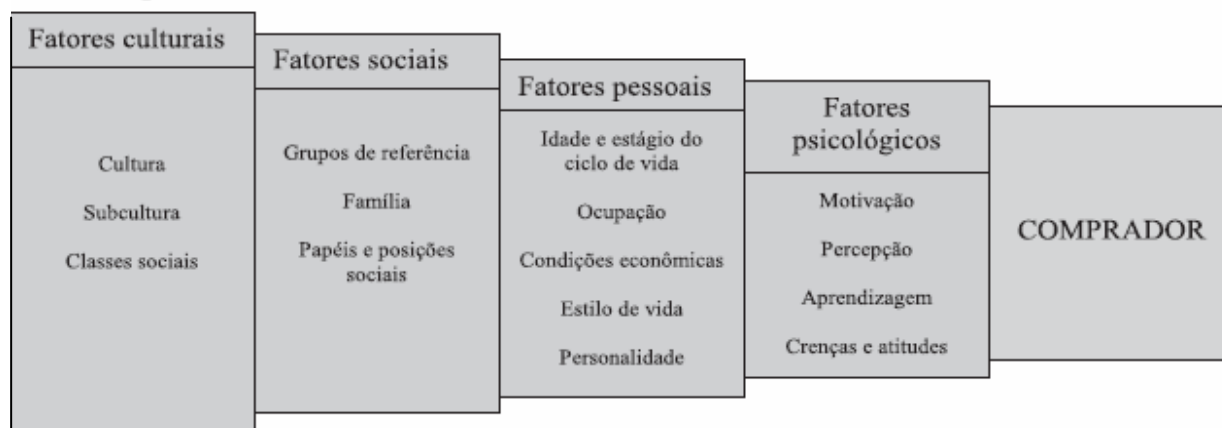 Fatores culturais
Cultura
Subcultura
Classes sociais
Fatores sociais
Grupos de referência
Família
Papéis e posições
sociais
Fatores pessoais
Idade e estágio do
ciclo de vida
Ocupação
Condições econômicas
Estilo de vida
Personalidade
Fatores
psicológicos
Motivação
Percepção
Aprendizagem
Crenças e atitudes
COMPRADOR